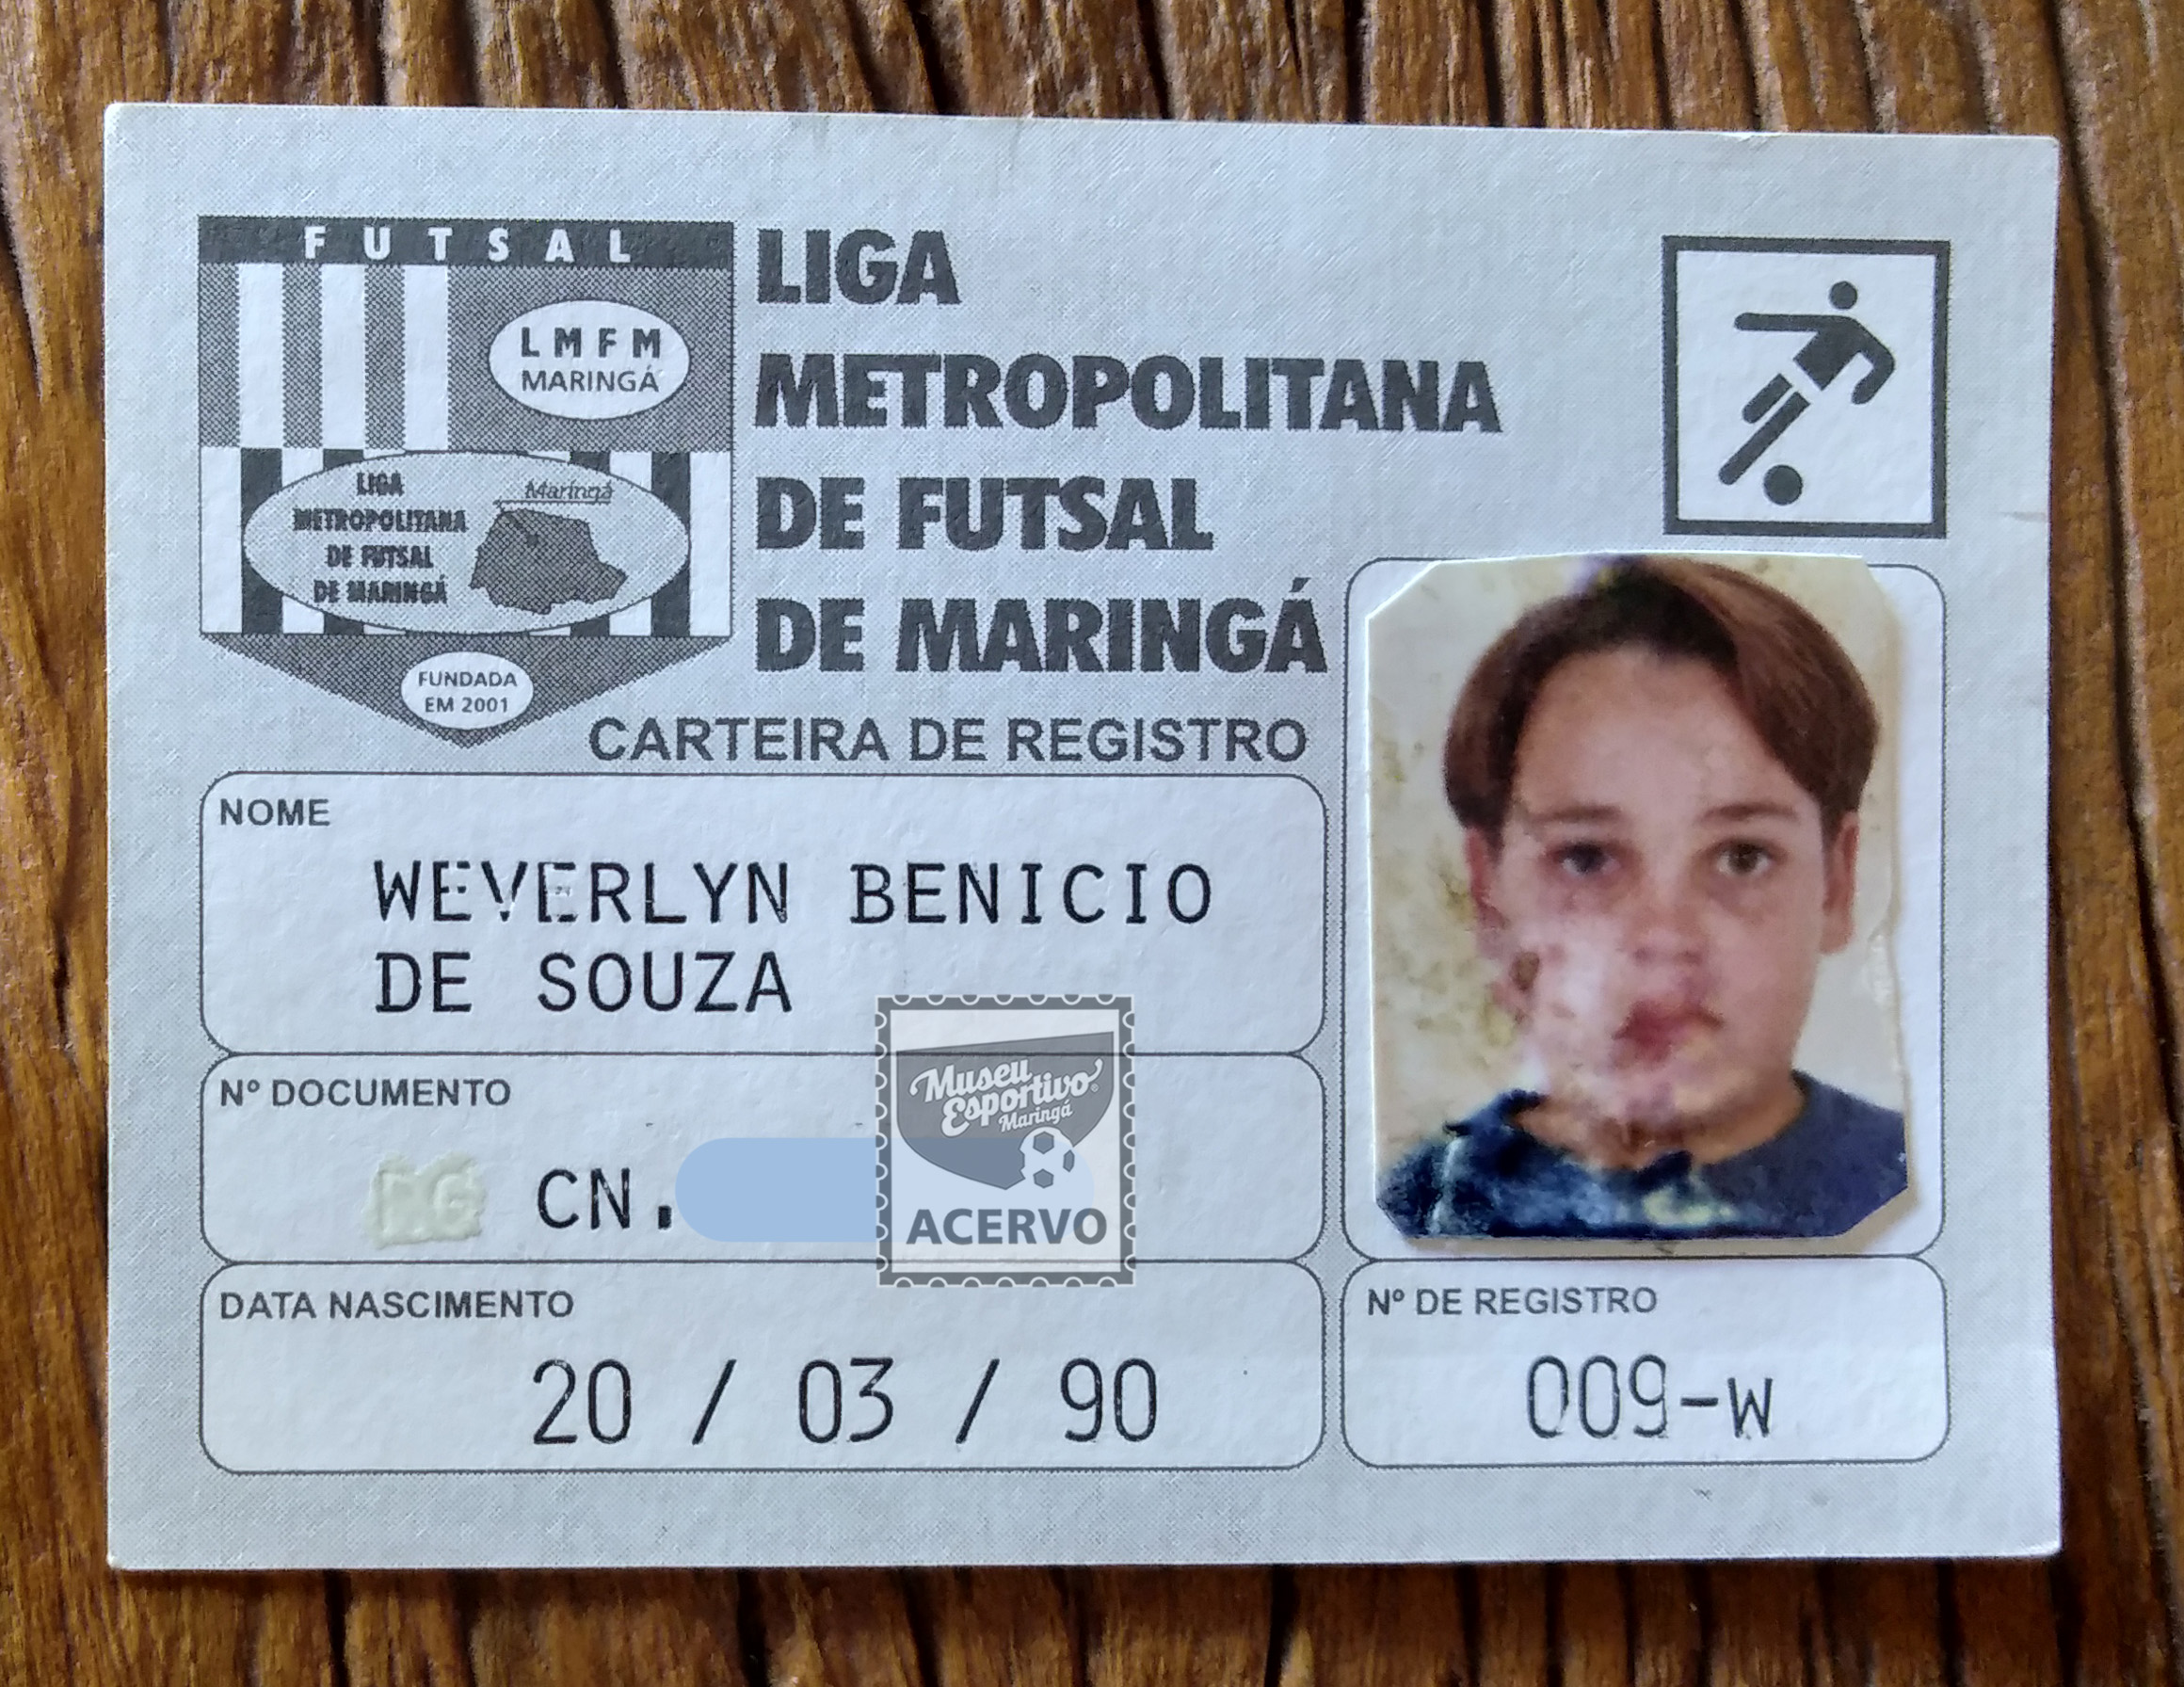 FUTSAL
LMFM
MARINGÁ
LIGA
METROPOLITANA
DE FUTSAL
DE MARINGÁ
Maringá
FUNDADA
EM 2001
LIGA
METROPOLITANA
DE FUTSAL
DE MARINGÁ
CARTEIRA DE REGISTRO
NOME
WEVERLYN BENICIO
DE SOUZA
Nº DOCUMENTO
CN.
Museu
Esportivo
Maringá
ACERVO
DATA NASCIMENTO
20 / 03 / 90
Nº DE REGISTRO
009-W